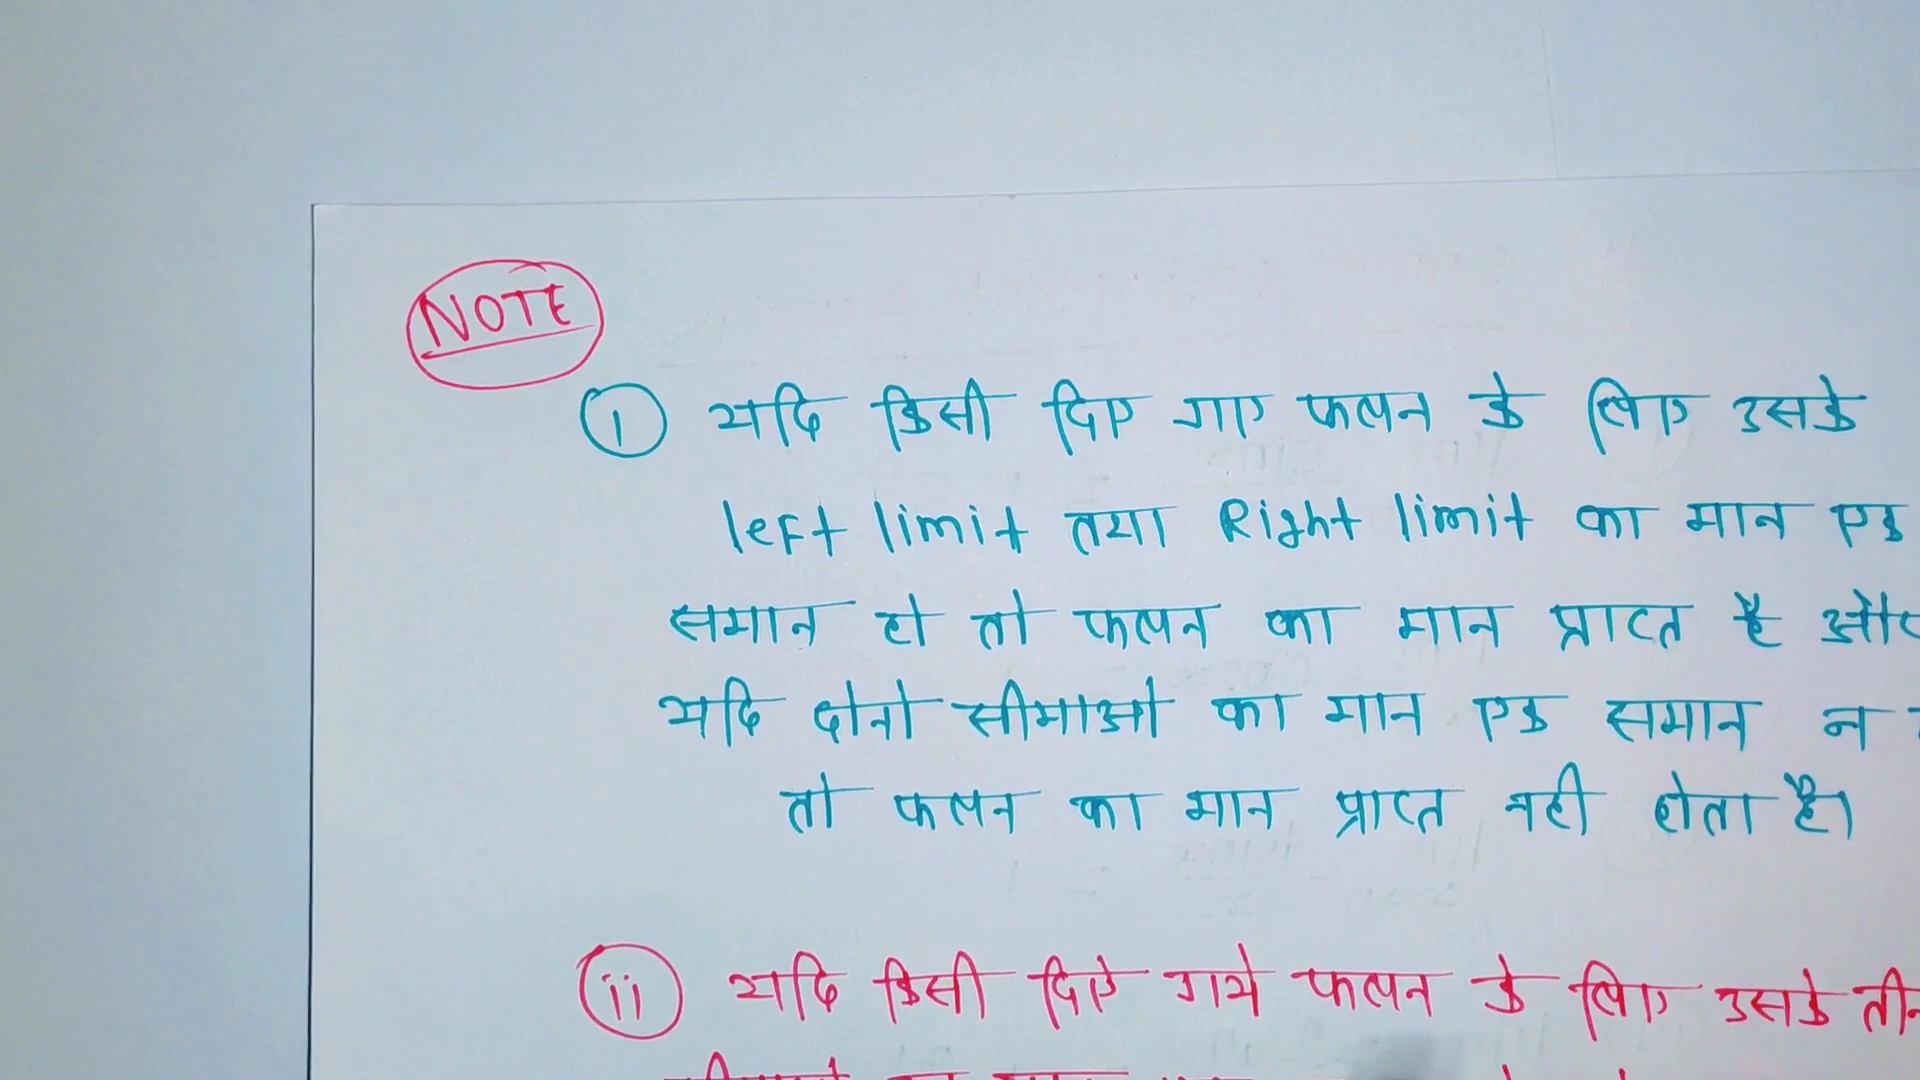 NOTE
i यदि किसी दिए गए फलन के लिए उसके
left limit तथा Right limit का मान एक
समान हो तो फलन का मान प्राप्त है और
यदि दोनो सीमाओ का मान एक समान न
तो फलन का मान प्राप्त नही होता है।
ii यदि किसी दिऐ गये फलन के लिए उसके तीन